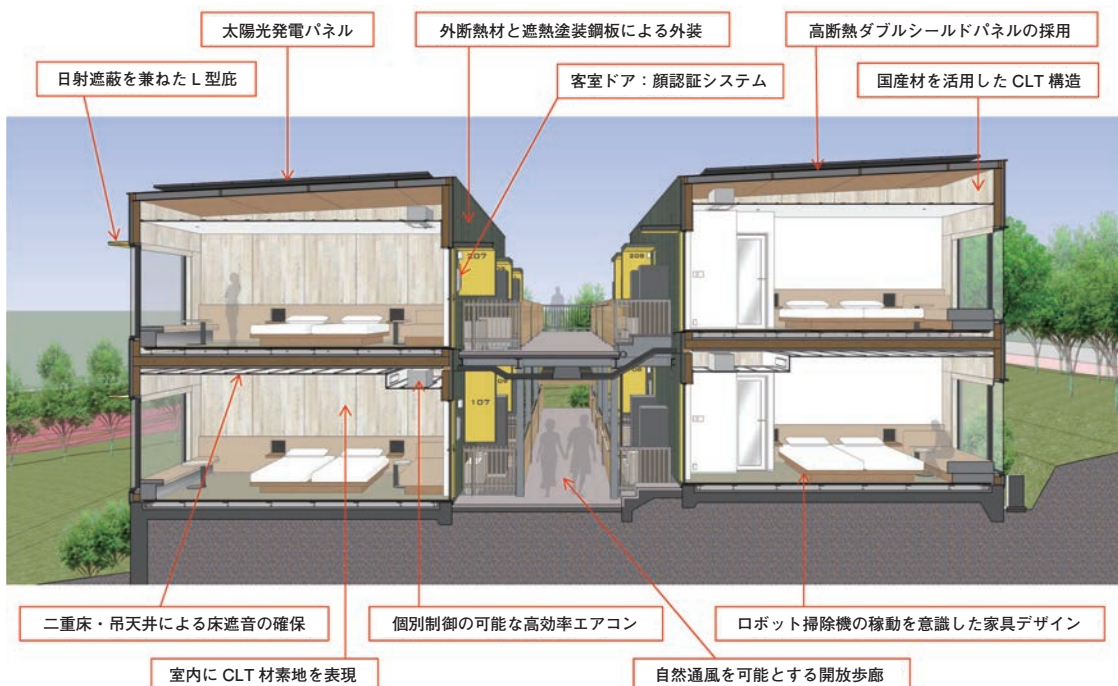 太陽光発電パネル
外断熱材と遮熱塗装鋼板による外装
高断熱ダブルシールドパネルの採用
日射遮蔽を兼ねたL型庇
客室ドア：顔認証システム
国産材を活用したCLT構造
207
209
107
二重床・吊天井による床遮音の確保
個別制御の可能な高効率エアコン
ロボット掃除機の稼動を意識した家具デザイン
室内にCLT材素地を表現
自然通風を可能とする開放歩廊